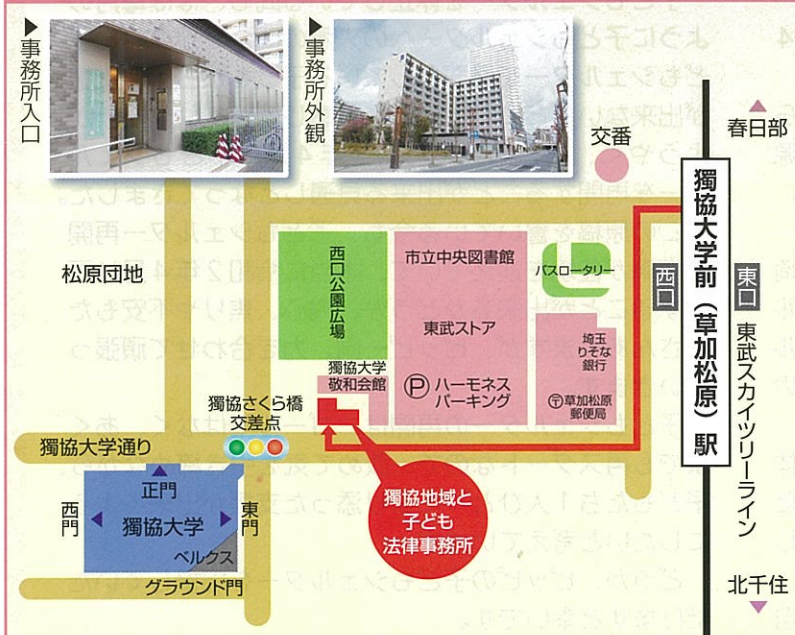 ▶事務所入口
▶事務所外観
交番
春日部
獨協大学前（草加松原）駅
西口
東口
東武スカイツリーライン
北千住
松原団地
西口公園広場
市立中央図書館
バスロータリー
東武ストア
埼玉
りそな
銀行
獨協大学
敬和会館
Ⓟ ハーモネス
パーキング
〒草加松原
郵便局
獨協さくら橋
交差点
獨協大学通り
正門
西門
獨協大学
東門
ベルクス
グラウンド門
獨協地域と
子ども
法律事務所